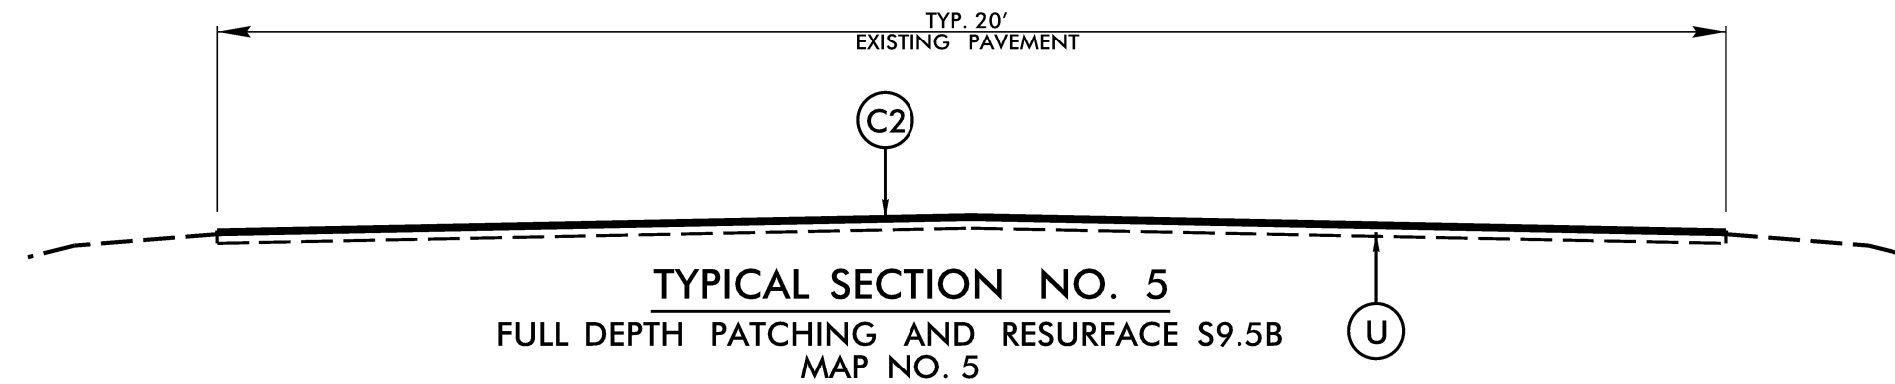 TYP. 20'
EXISTING PAVEMENT
C2
TYPICAL SECTION NO. 5
FULL DEPTH PATCHING AND RESURFACE S9.5B
U
MAP NO. 5